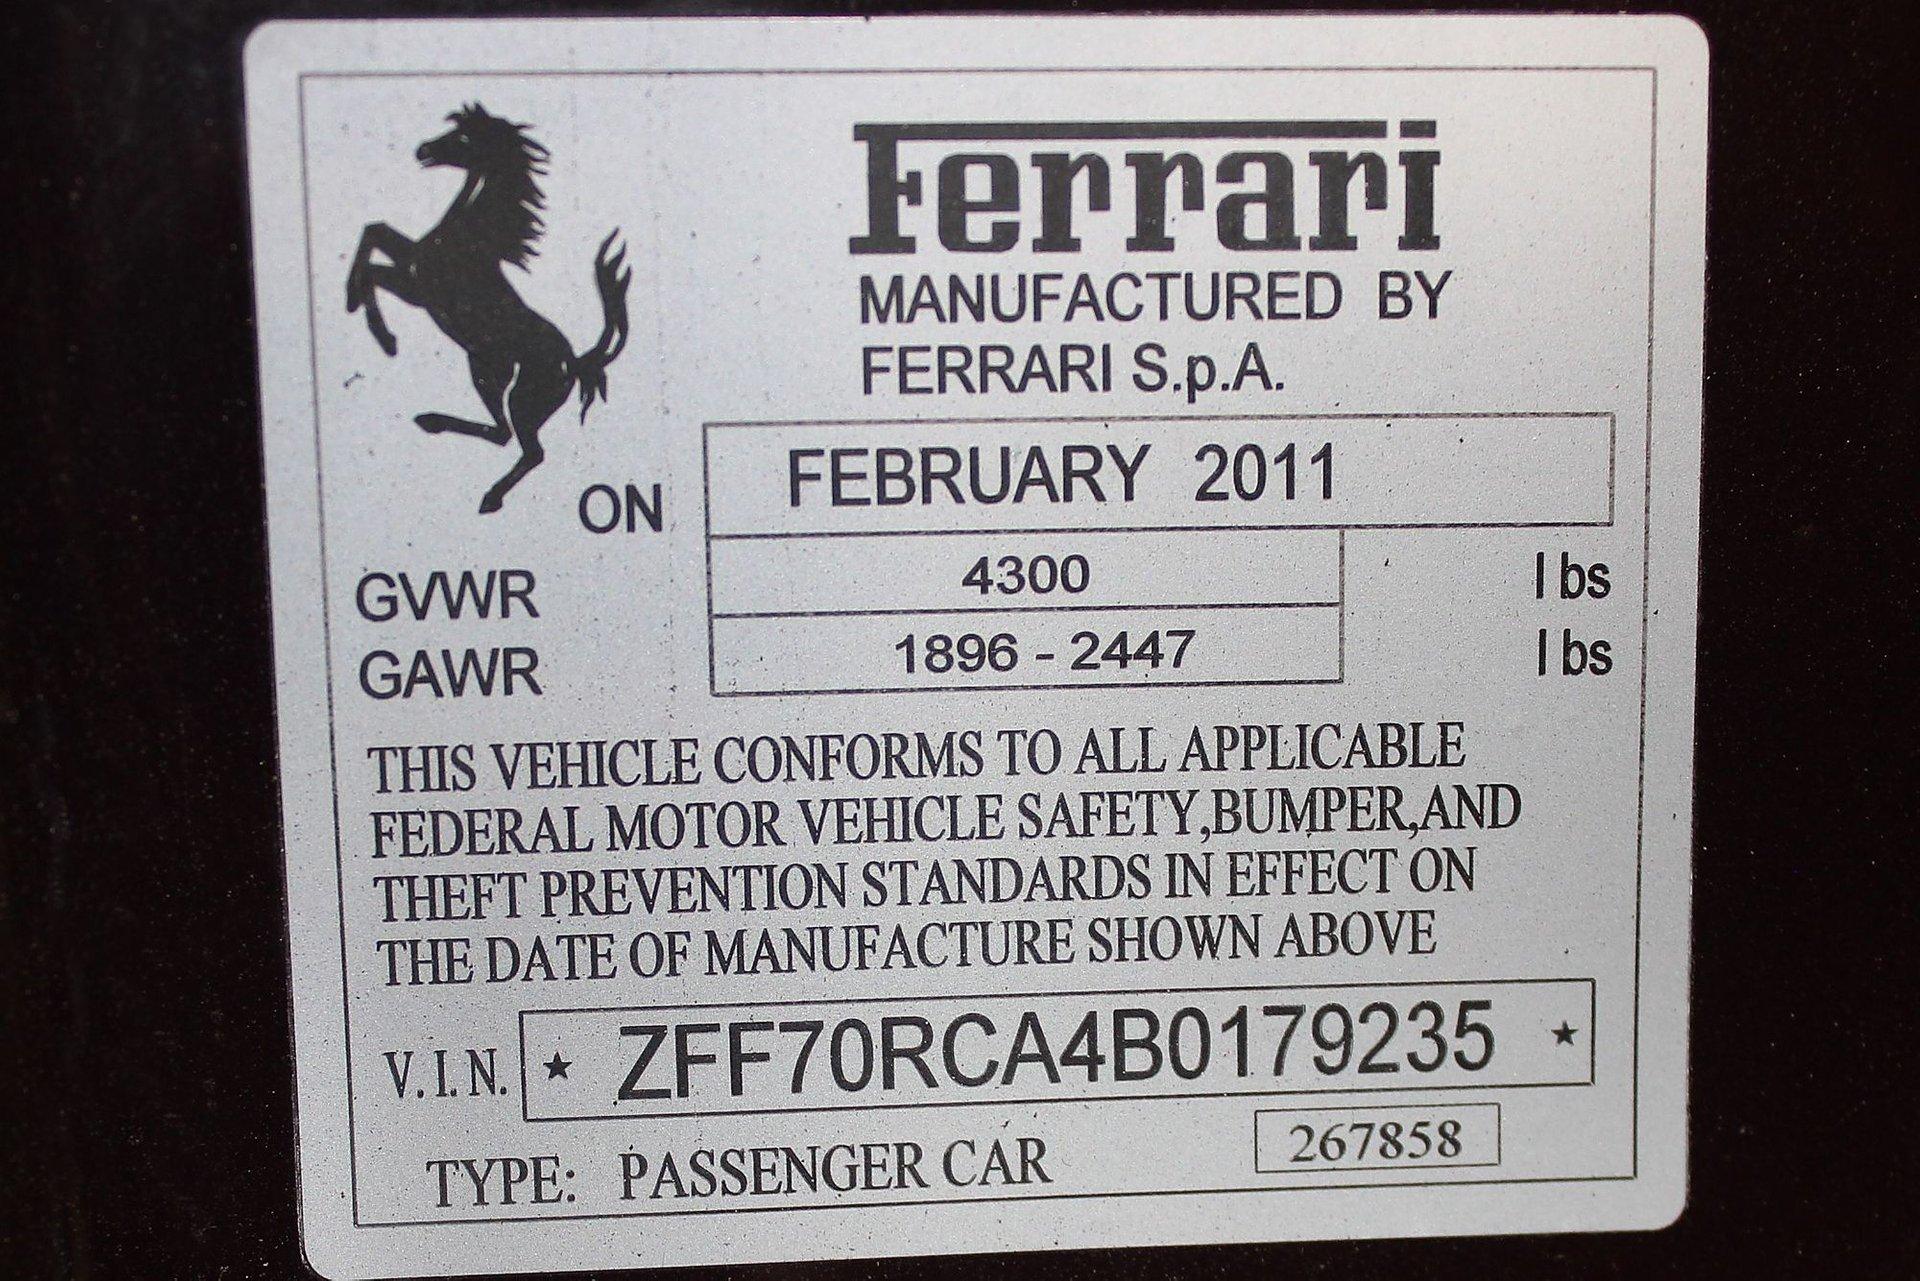 Ferrari
MANUFACTURED BY
FERRARI S.p.A.
ON FEBRUARY 2011
GVWR 4300 lbs
GAWR 1896 - 2447 lbs
THIS VEHICLE CONFORMS TO ALL APPLICABLE
FEDERAL MOTOR VEHICLE SAFETY,BUMPER,AND
THEFT PREVENTION STANDARDS IN EFFECT ON
THE DATE OF MANUFACTURE SHOWN ABOVE
V.I.N. ★ ZFF70RCA4B0179235 ★
TYPE: PASSENGER CAR 267858